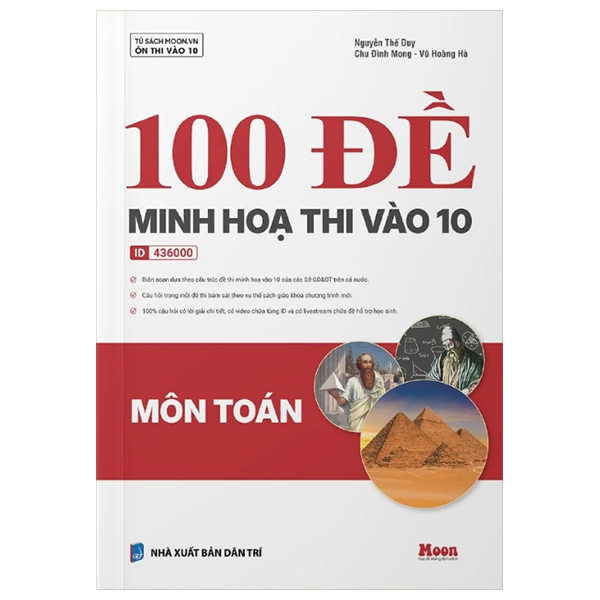 TỦ SÁCH MOON.VN
ÔN THI VÀO 10
Nguyễn Thế Duy
Chu Đình Mong - Vũ Hoàng Hà
100 ĐỀ
MINH HOẠ THI VÀO 10
ID 436000
Biên soạn dựa theo cấu trúc đề thi minh hoạ vào 10 của các Sở GD&ĐT trên cả nước.
Câu hỏi trong mỗi đề thi bám sát theo xu thế sách giáo khoa chương trình mới.
100% câu hỏi có lời giải chi tiết, có video chữa từng ID và có livestream chữa đề hỗ trợ học sinh.
MÔN TOÁN
NHÀ XUẤT BẢN DÂN TRÍ
Moon